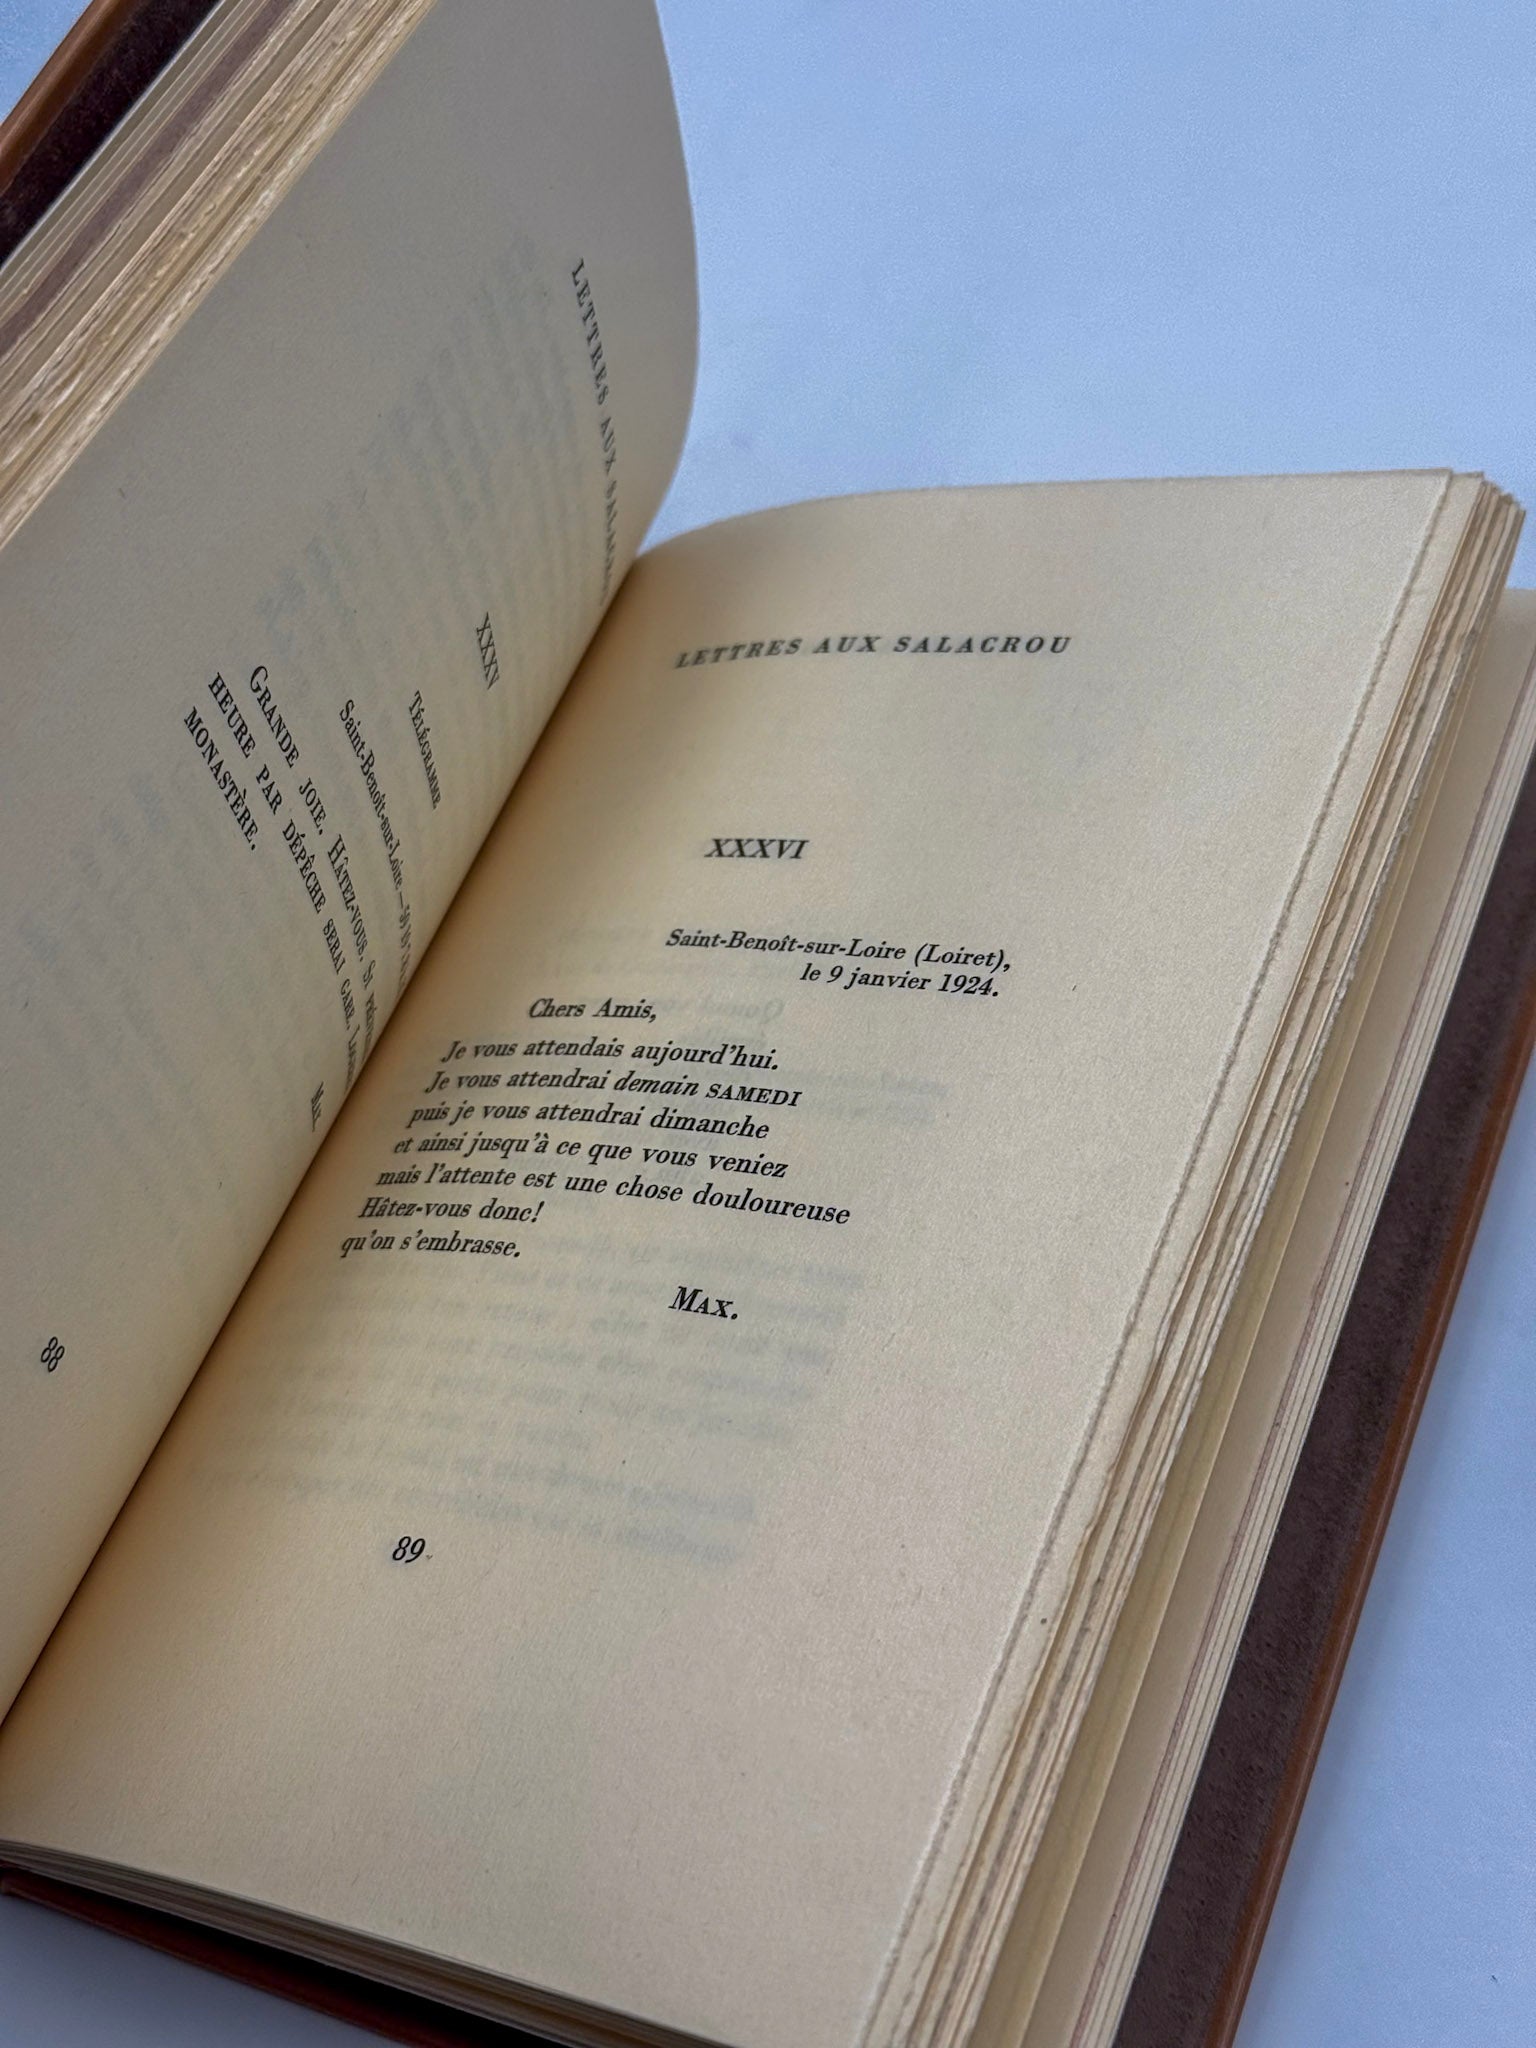 LETTRES AUX
XXXV
TÉLÉGRAMME
Saint-Benoît-sur-Loire —
GRANDE JOIE. HÂTEZ-VOUS. SI
HEURE PAR DÉPÊCHE SERAI GARE.
MONASTÈRE.
MAX.
88
LETTRES AUX SALACROU
XXXVI
Saint-Benoît-sur-Loire (Loiret),
le 9 janvier 1924.
Chers Amis,
Je vous attendais aujourd'hui.
Je vous attendrai demain SAMEDI
puis je vous attendrai dimanche
et ainsi jusqu'à ce que vous veniez
mais l'attente est une chose douloureuse
Hâtez-vous donc!
qu'on s'embrasse.
MAX.
89